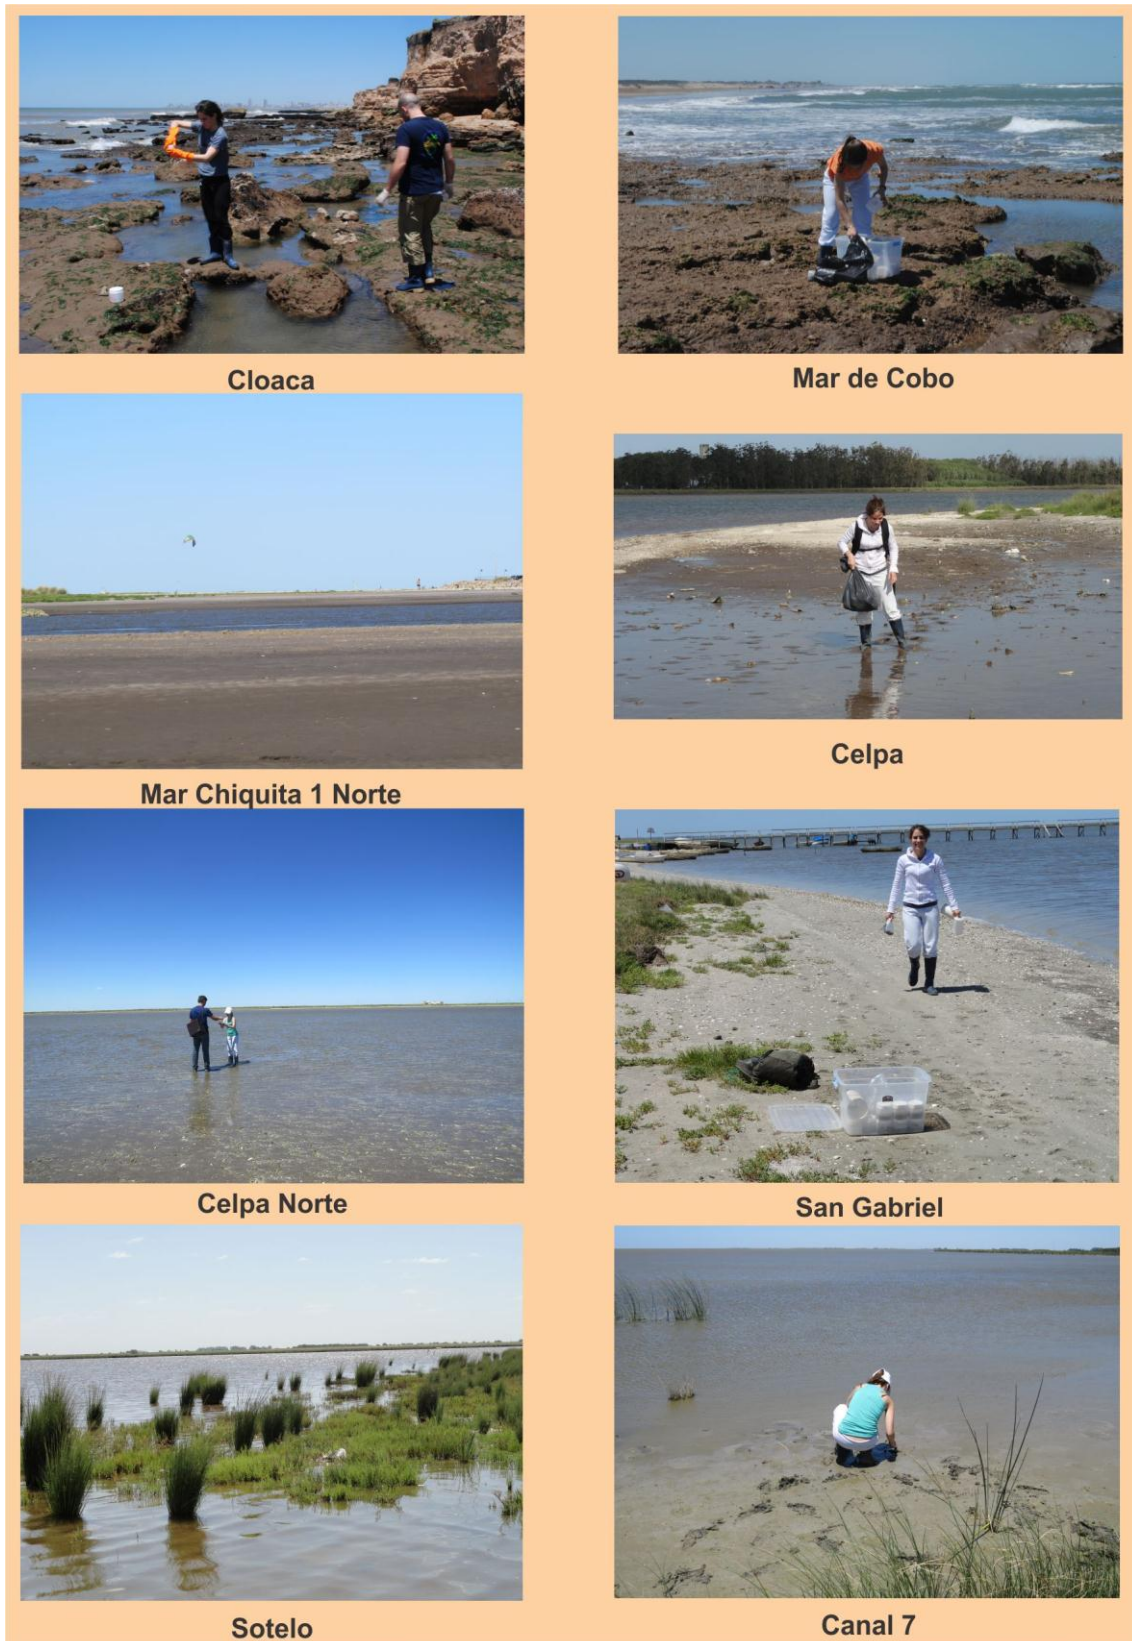 Cloaca
Mar de Cobo
Mar Chiquita 1 Norte
Celpa
Celpa Norte
San Gabriel
Sotelo
Canal 7